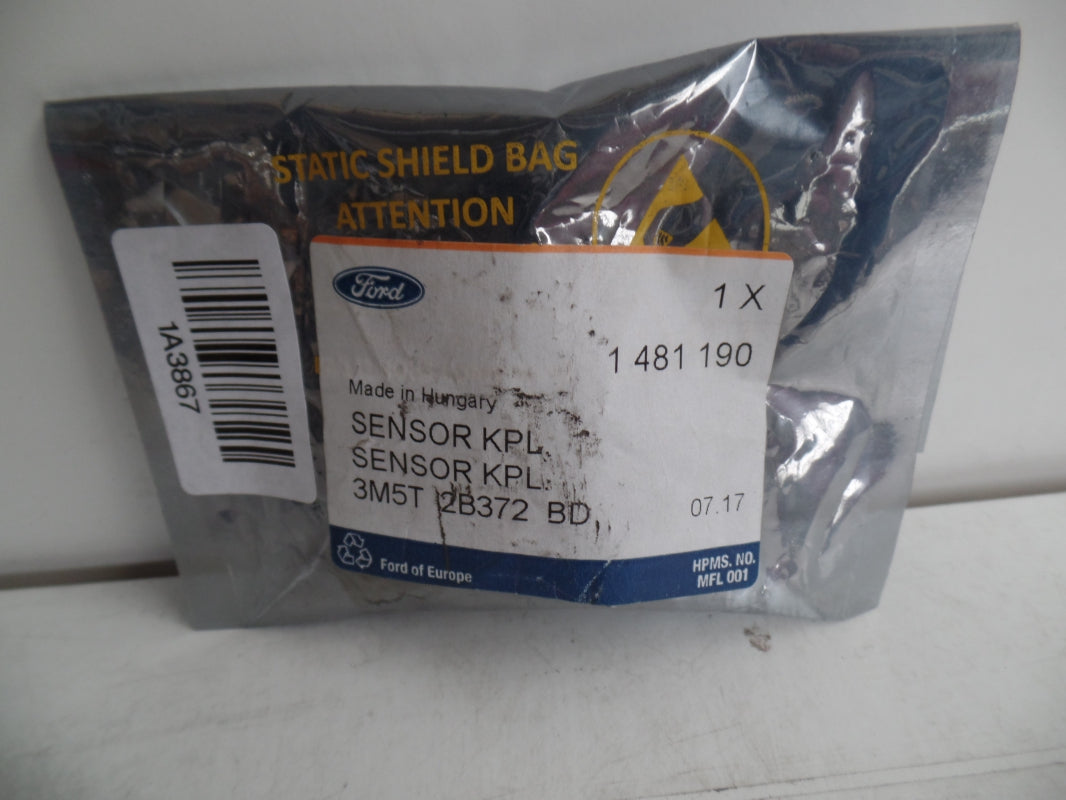 STATIC SHIELD BAG
ATTENTION
1A3867
Ford
1 X
1 481 190
Made in Hungary
SENSOR KPL.
SENSOR KPL.
3M5T 2B372 BD
07.17
Ford of Europe
HPMS. NO.
MFL 001